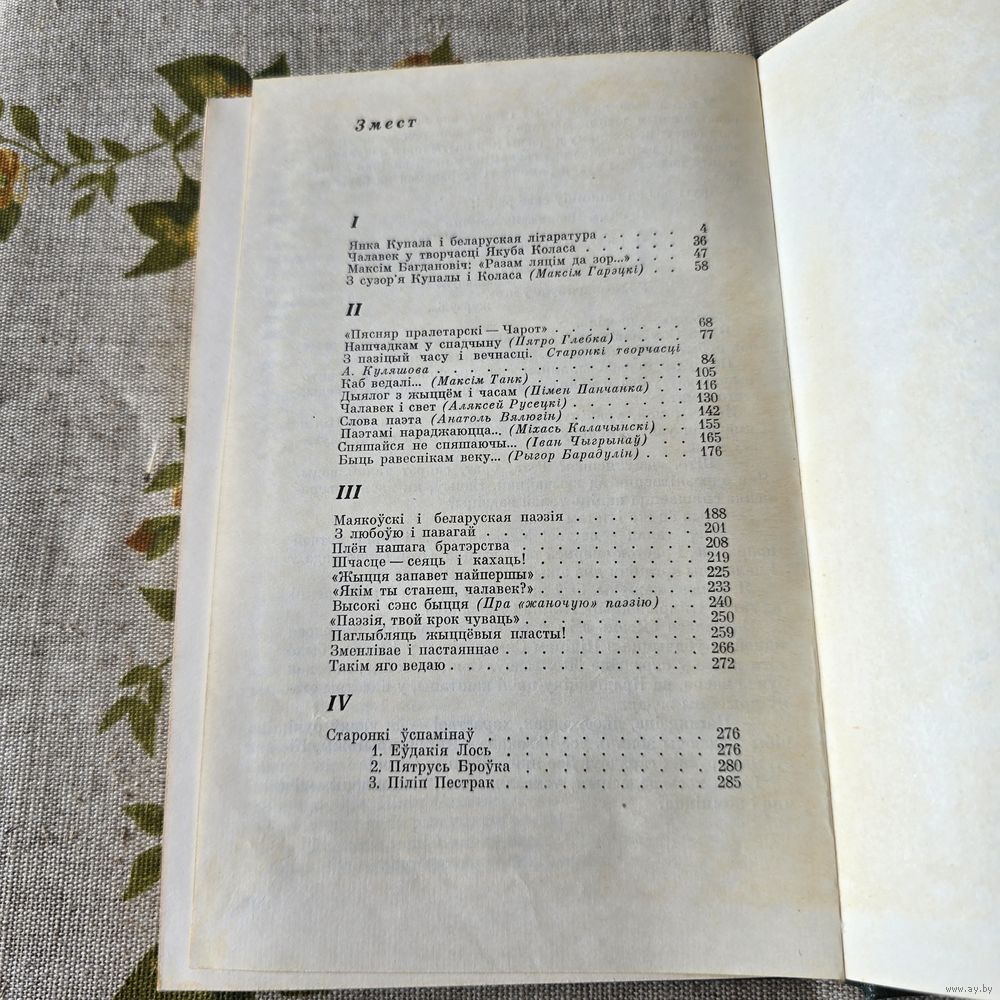 Змест
I
Янка Купала і беларуская літаратура . . . . . 4
Чалавек у творчасці Якуба Коласа . . . . . . 36
Максім Багдановіч: «Разам ляцім да зор...» . . . 47
З сузор'я Купалы і Коласа (Максім Гарэцкі) . . 58
II
«Пясняр пралетарскі — Чарот» . . . . . . . . 68
Нашчадкам у спадчыну (Пятро Глебка) . . . . 77
З пазіцый часу і вечнасці. Старонкі творчасці
А. Куляшова . . . . . . . . . . . . . . 84
Каб ведалі... (Максім Танк) . . . . . . . . 105
Дыялог з жыццём і часам (Пімен Панчанка) . . 116
Чалавек і свет (Аляксей Русецкі) . . . . . . 130
Слова паэта (Анатоль Вялюгін) . . . . . . . 142
Паэтамі нараджаюцца... (Міхась Калачынскі) . . 155
Спяшайся не спяшаючы... (Іван Чыгрынаў) . . 165
Быць равеснікам веку... (Рыгор Барадулін) . . . 176
III
Маякоўскі і беларуская паэзія . . . . . . . 188
З любоўю і павагай . . . . . . . . . . . 201
Плён нашага братэрства . . . . . . . . . 208
Шчасце — сеяць і кахаць! . . . . . . . . . 219
«Жыцця запавет найпершы» . . . . . . . . 225
«Якім ты станеш, чалавек?» . . . . . . . . 233
Высокі сэнс быцця (Пра «жаночую» паэзію) . . 240
«Паэзія, твой крок чуваць» . . . . . . . . . 250
Паглыбляць жыццёвыя пласты! . . . . . . . 259
Зменлівае і пастаяннае . . . . . . . . . . 266
Такім яго ведаю . . . . . . . . . . . . . 272
IV
Старонкі ўспамінаў . . . . . . . . . . . 276
1. Еўдакія Лось . . . . . . . . . . . 276
2. Пятрусь Броўка . . . . . . . . . . 280
3. Піліп Пестрак . . . . . . . . . . . 285
www.ay.by